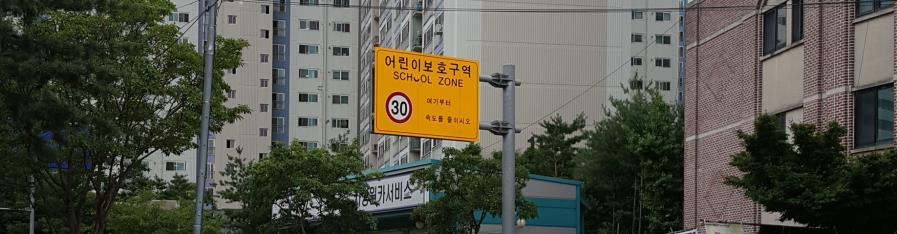 어린이보호구역
SCHOOL ZONE
30
여기부터
속도를 줄이시오
카서비스